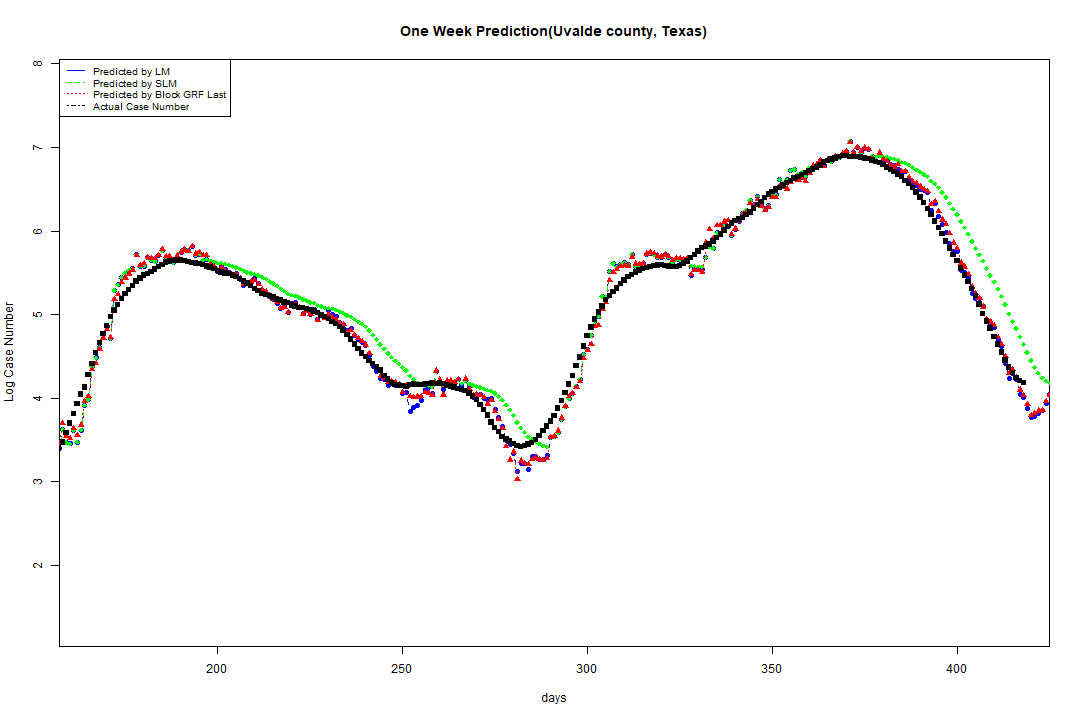 One Week Prediction(Uvalde county, Texas)
Predicted by LM
Predicted by SLM
Predicted by Block GRF Last
Actual Case Number
8
7
6
5
4
3
2
Log Case Number
200 250 300 350 400
days